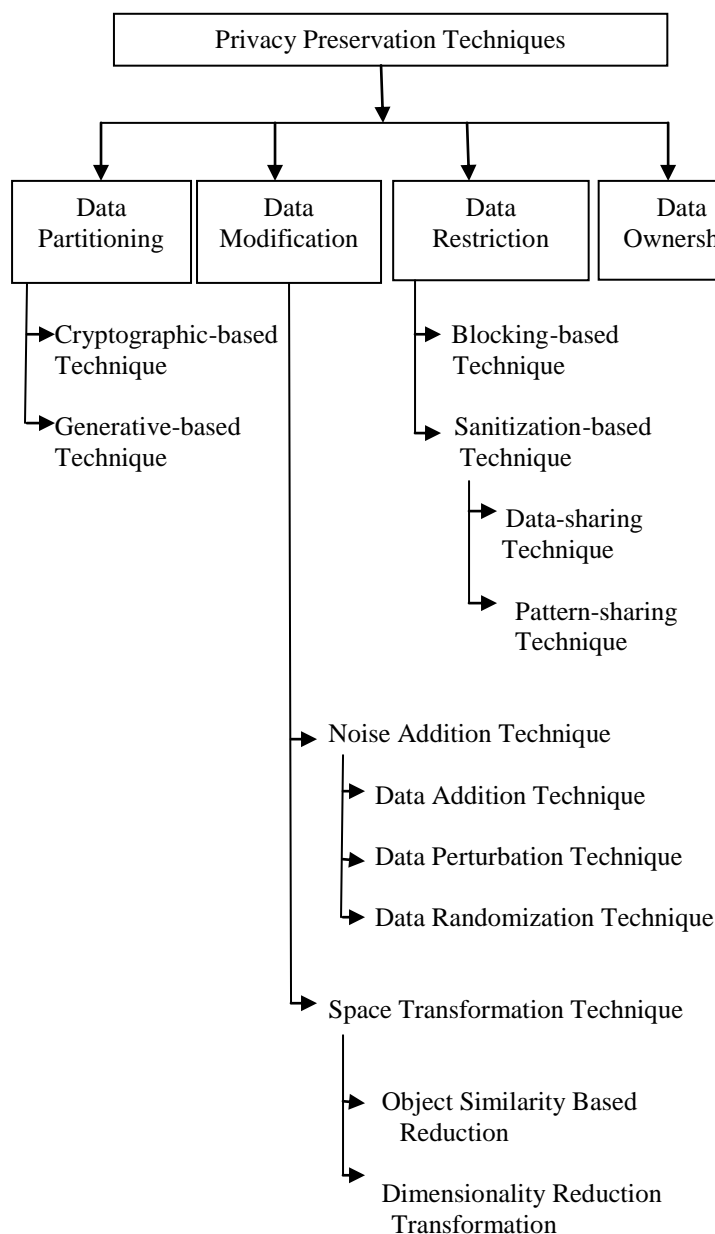 Privacy Preservation Techniques
Data
Partitioning
Data
Modification
Data
Restriction
Data
Cryptographic-based
Technique
Generative-based
Technique
Blocking-based
Technique
Sanitization-based
Technique
Data-sharing
Technique
Pattern-sharing
Technique
Noise Addition Technique
Data Addition Technique
Data Perturbation Technique
Data Randomization Technique
Space Transformation Technique
Object Similarity Based
Reduction
Dimensionality Reduction
Transformation